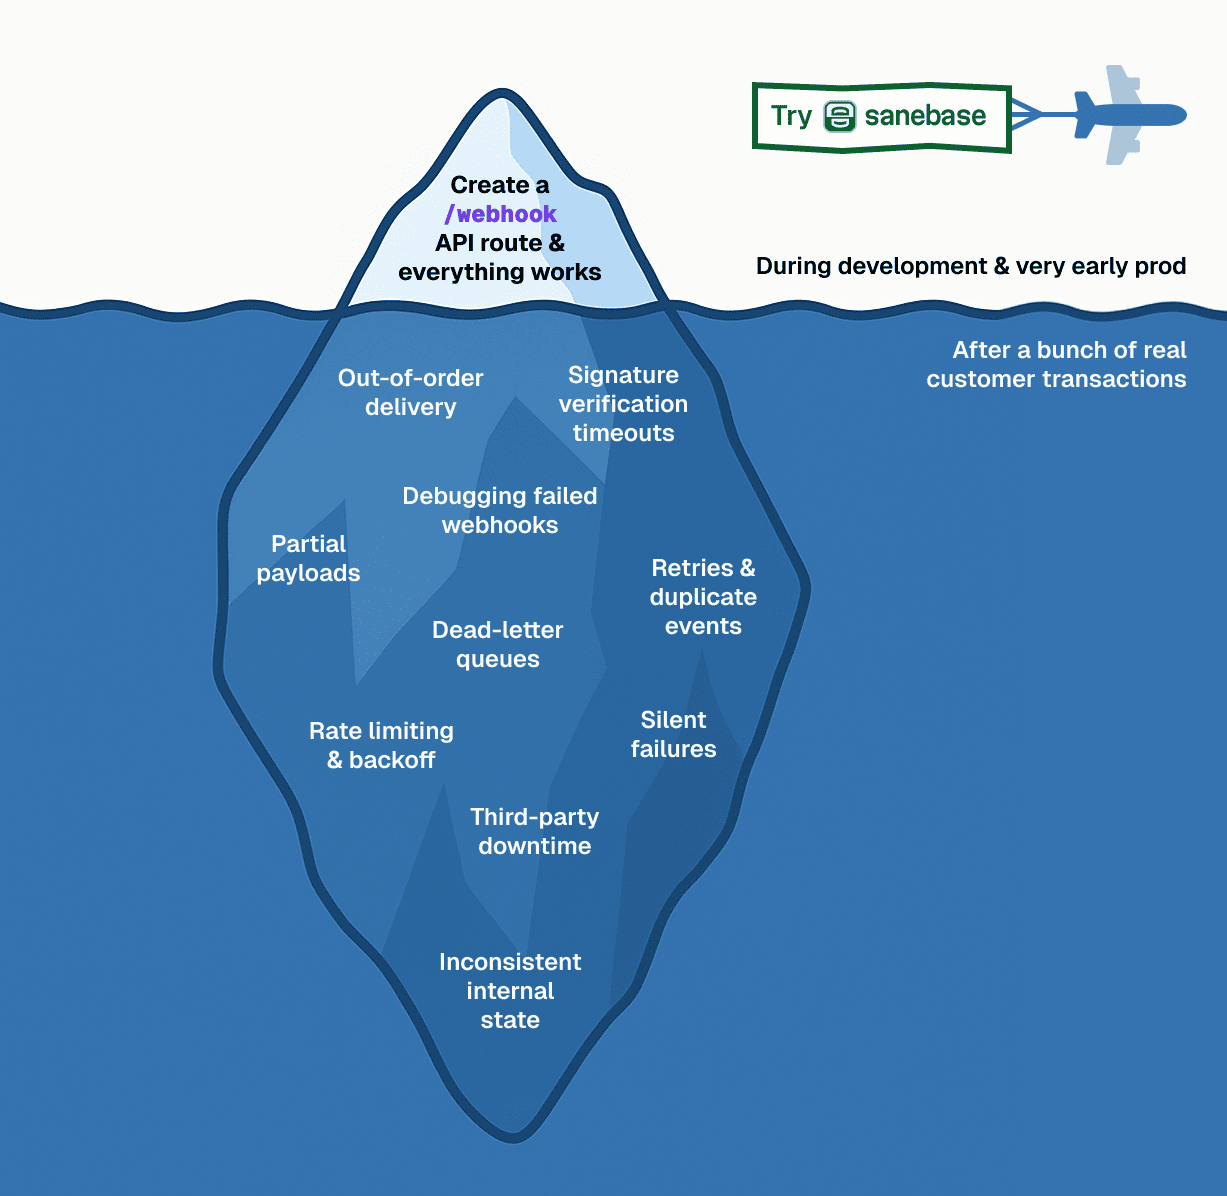 Try sanebase
Create a
/webhook
API route &
everything works
During development & very early prod
After a bunch of real
customer transactions
Out-of-order
delivery
Signature
verification
timeouts
Debugging failed
webhooks
Partial
payloads
Retries &
duplicate
events
Dead-letter
queues
Rate limiting
& backoff
Silent
failures
Third-party
downtime
Inconsistent
internal
state